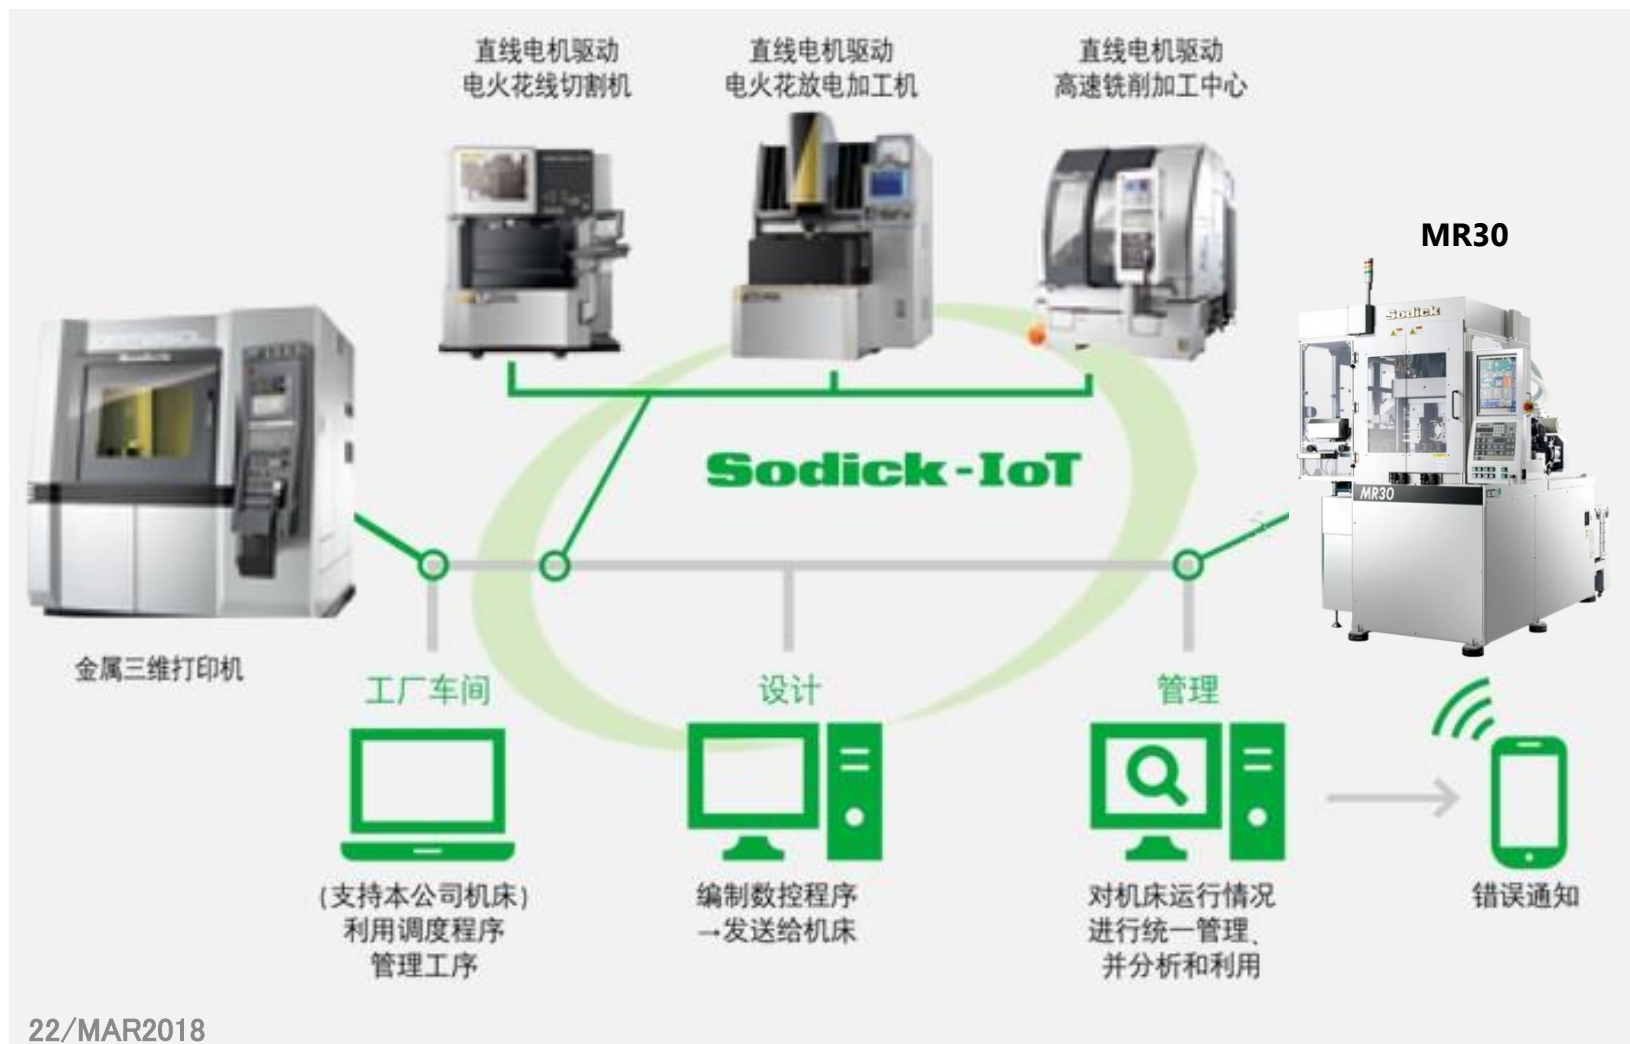 直线电机驱动
电火花线切割机
直线电机驱动
电火花放电加工机
直线电机驱动
高速铣削加工中心
MR30
Sodick
Sodick
MR30
Sodick-IoT
金属三维打印机
工厂车间
设计
管理
(支持本公司机床)
利用调度程序
管理工序
编制数控程序
→发送给机床
对机床运行情况
进行统一管理、
并分析和利用
错误通知
22/MAR2018